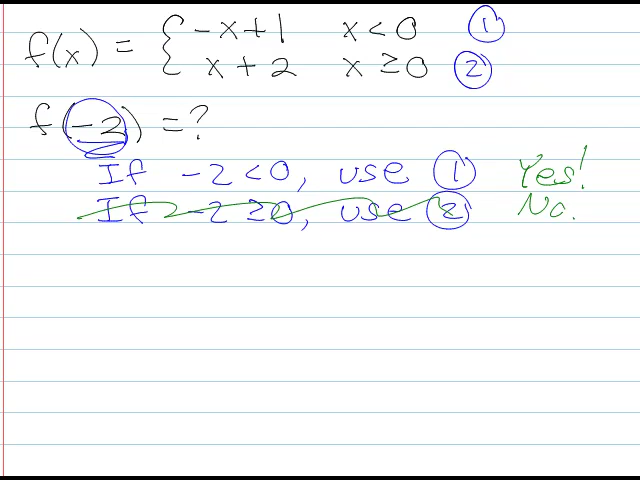 f(x) = { -x+1 x < 0 ①
x + 2 x ≥ 0 ②
f(-2) = ?
If -2 < 0, use ① Yes!
If -2 ≥ 0, use ② No.